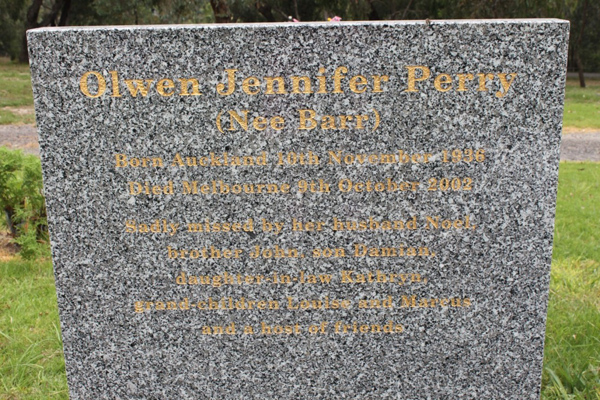 Olwen Jennifer Perry
(Nee Barr)
Born Auckland 10th November 1936
Died Melbourne 9th October 2002
Sadly missed by her husband Noel,
brother John, son Damian,
daughter-in-law Kathryn,
grand-children Louise and Marcus
and a host of friends